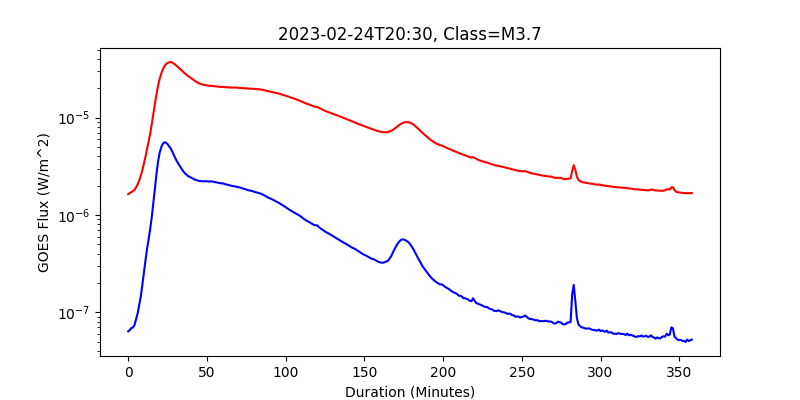 2023-02-24T20:30, Class=M3.7
GOES Flux (W/m^2)
10⁻⁵
10⁻⁶
10⁻⁷
0 50 100 150 200 250 300 350
Duration (Minutes)